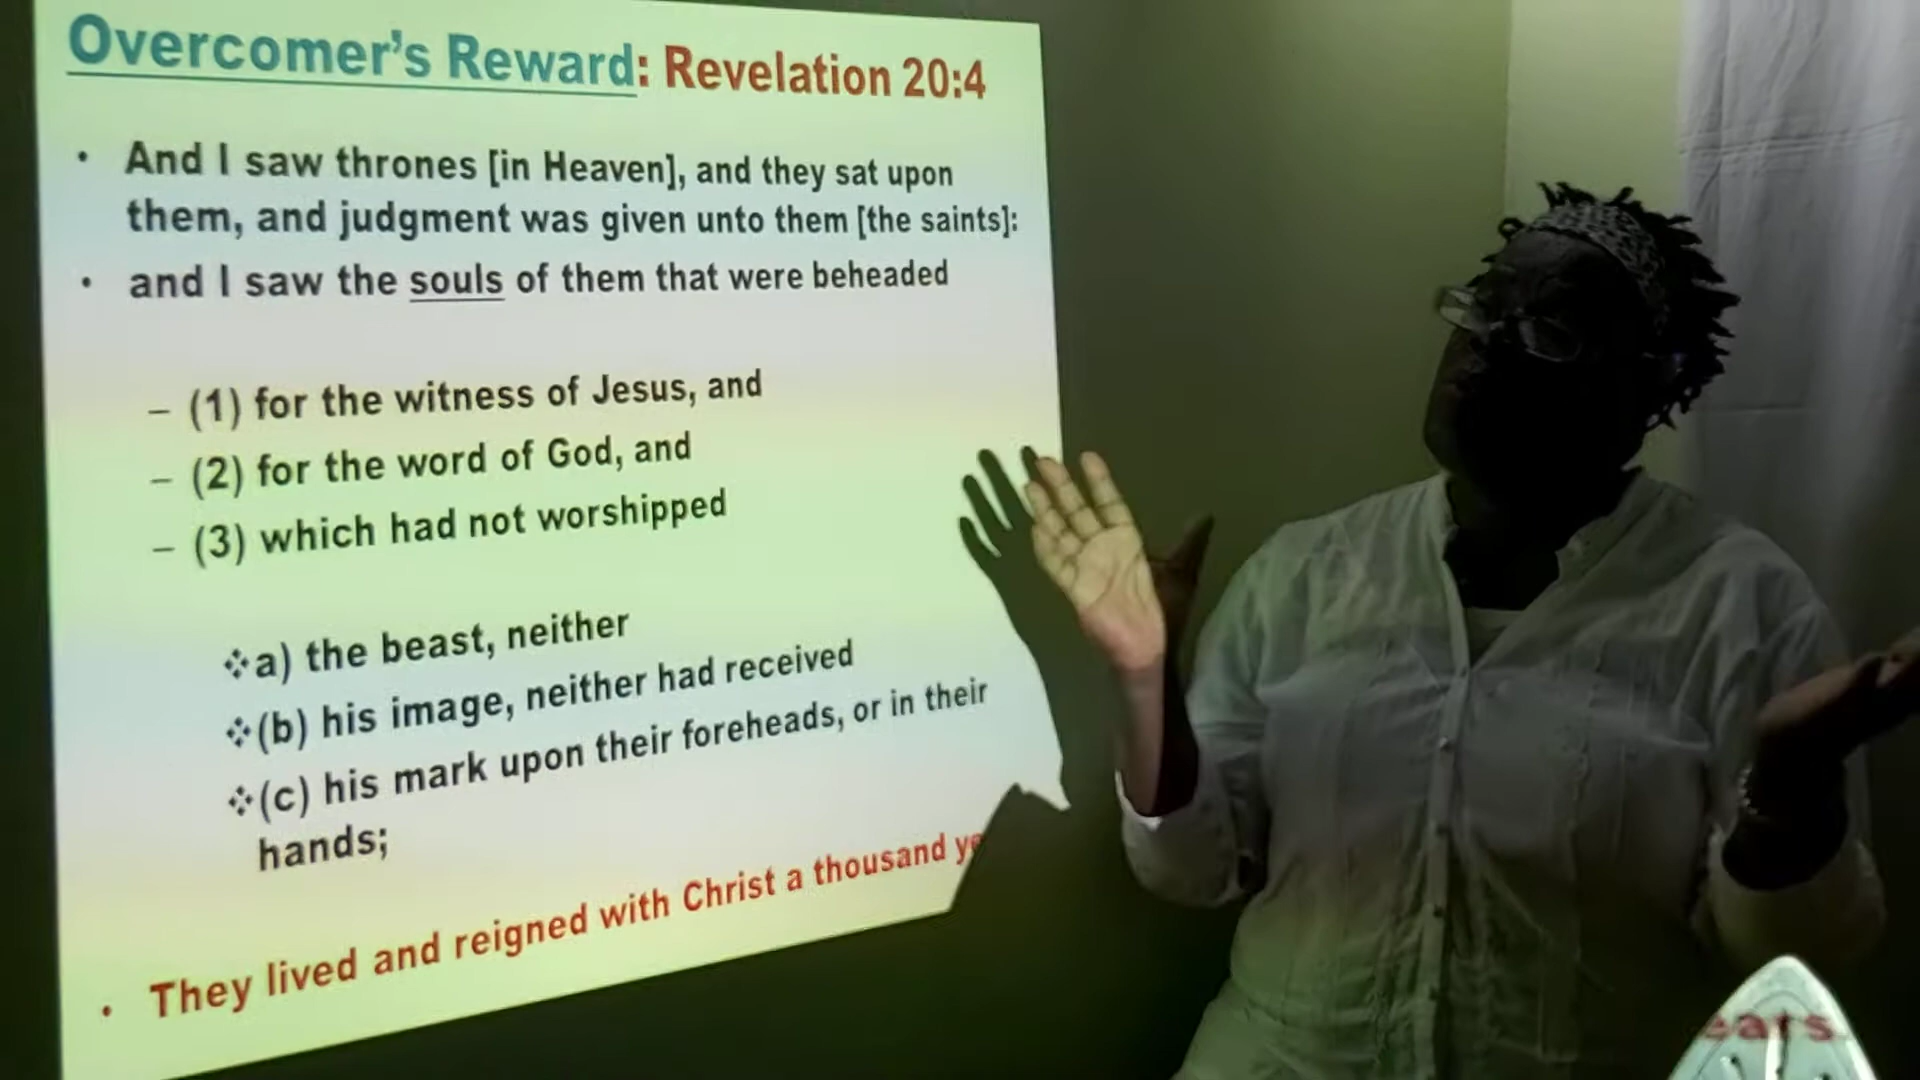 Overcomer's Reward: Revelation 20:4
• And I saw thrones [in Heaven], and they sat upon
them, and judgment was given unto them [the saints]:
• and I saw the souls of them that were beheaded
– (1) for the witness of Jesus, and
– (2) for the word of God, and
– (3) which had not worshipped
❖a) the beast, neither
❖(b) his image, neither had received
❖(c) his mark upon their foreheads, or in their
hands;
• They lived and reigned with Christ a thousand ye
ears.